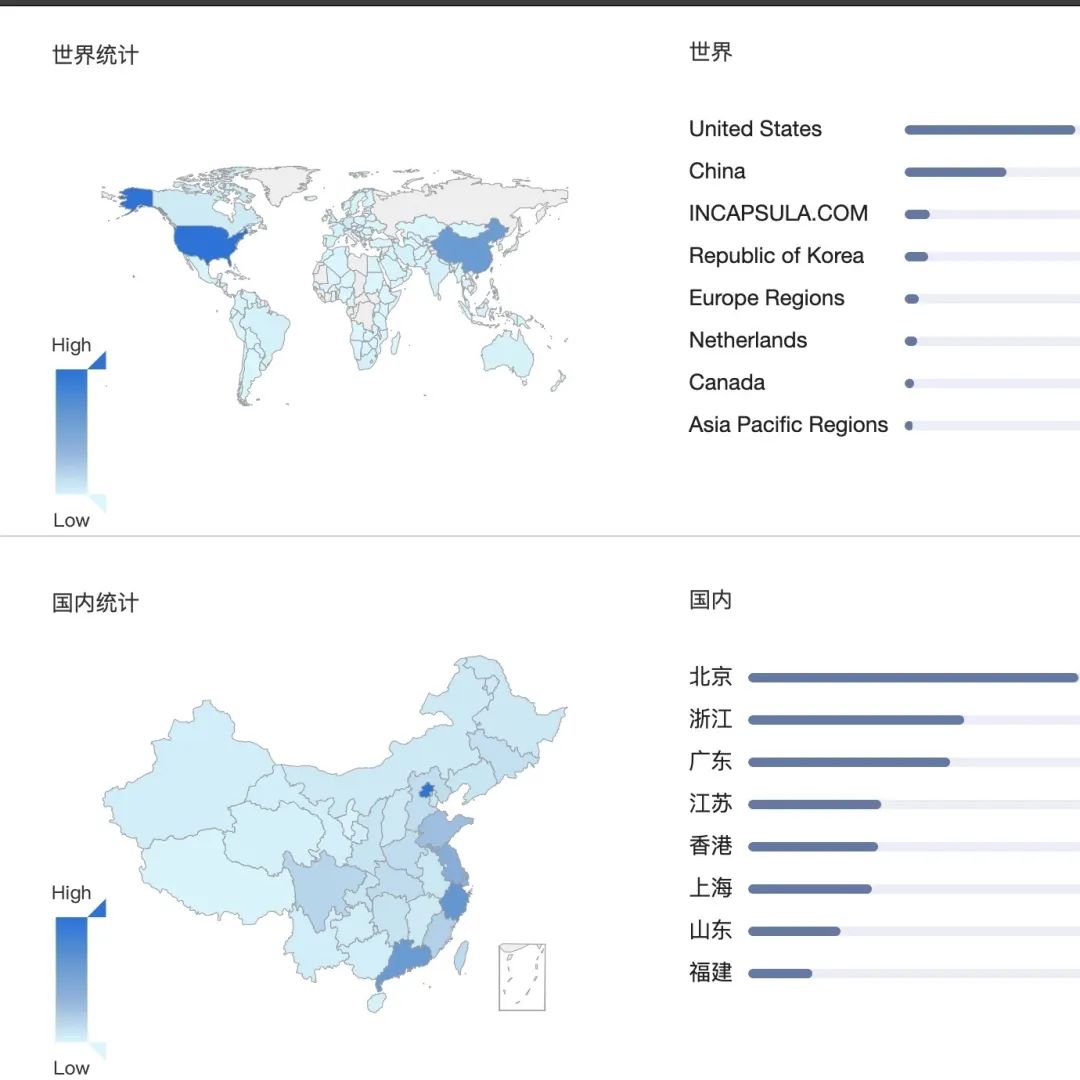 世界统计
世界
United States
China
INCAPSULA.COM
Republic of Korea
Europe Regions
Netherlands
Canada
Asia Pacific Regions
High
Low
国内统计
国内
北京
浙江
广东
江苏
香港
上海
山东
福建
High
Low